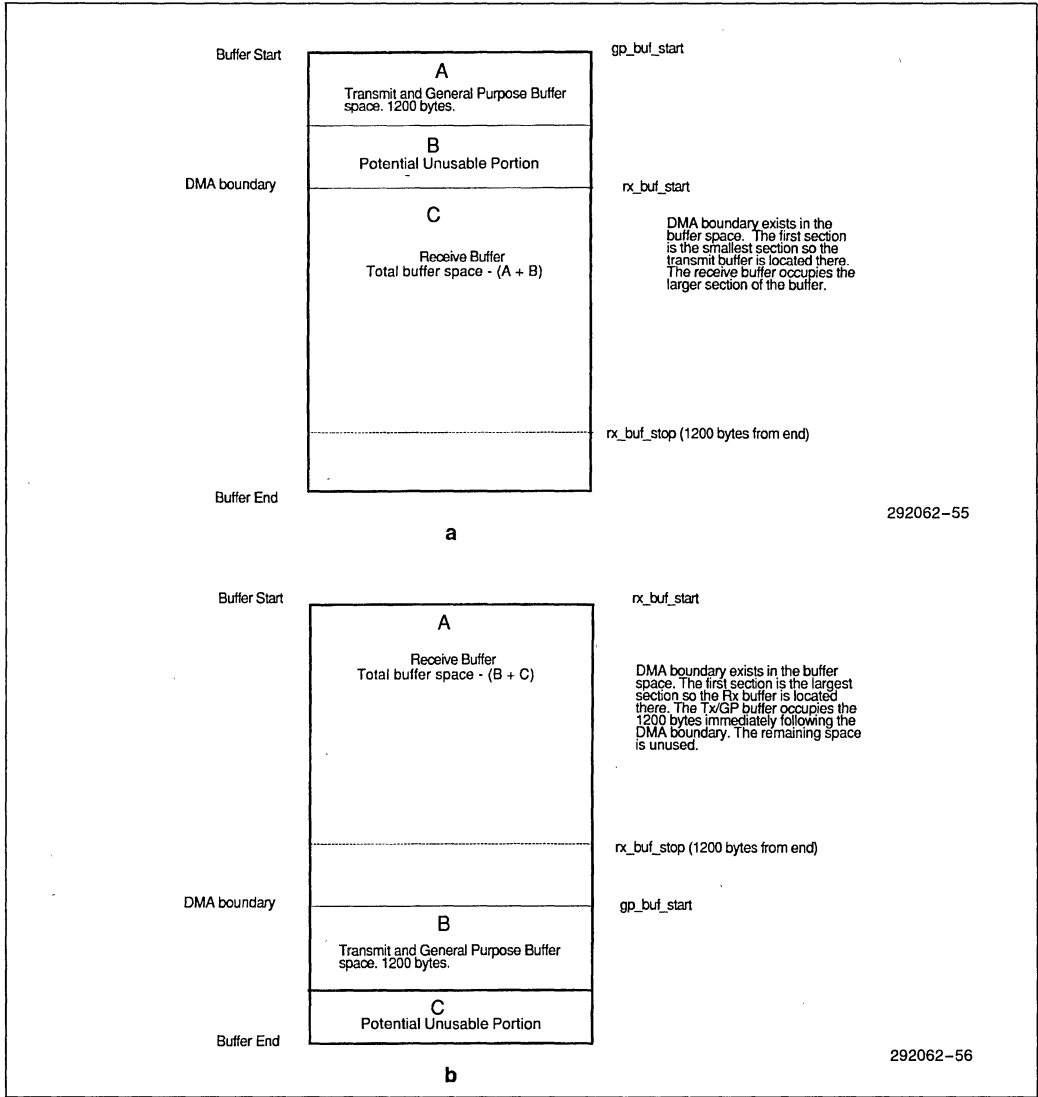 Buffer Start
gp_buf_start
A
Transmit and General Purpose Buffer
space. 1200 bytes.
B
Potential Unusable Portion
DMA boundary
rx_buf_start
C
Receive Buffer
Total buffer space - (A + B)
DMA boundary exists in the
buffer space. The first section
is the smallest section so the
transmit buffer is located there.
The receive buffer occupies the
larger section of the buffer.
rx_buf_stop (1200 bytes from end)
Buffer End
292062-55
a
Buffer Start
rx_buf_start
A
Receive Buffer
Total buffer space - (B + C)
DMA boundary exists in the buffer
space. The first section is the largest
section so the Rx buffer is located
there. The Tx/GP buffer occupies the
1200 bytes immediately following the
DMA boundary. The remaining space
is unused.
rx_buf_stop (1200 bytes from end)
DMA boundary
gp_buf_start
B
Transmit and General Purpose Buffer
space. 1200 bytes.
C
Potential Unusable Portion
Buffer End
292062-56
b